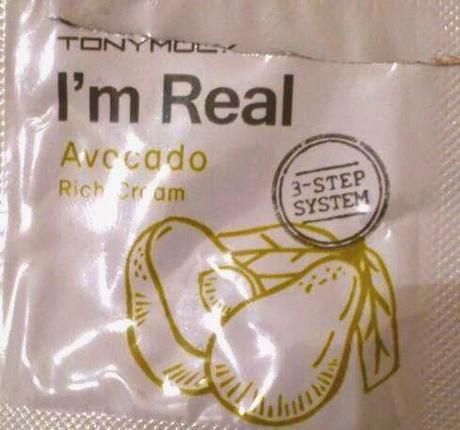 TONYMOLY
I'm Real
Avocado
Rich Cream
3-STEP
SYSTEM